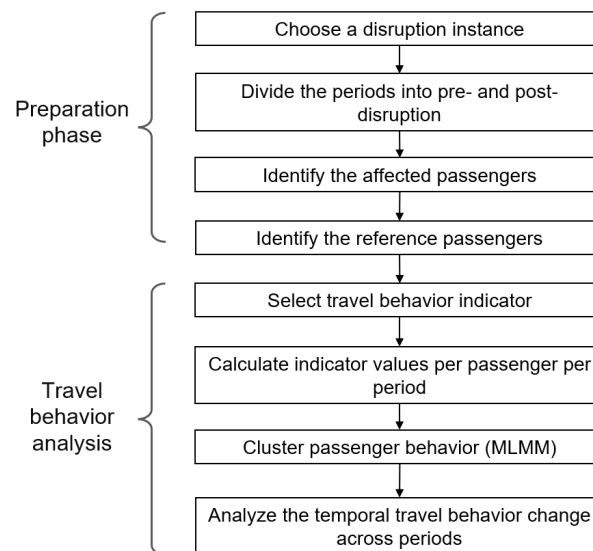 Preparation
phase
Choose a disruption instance
Divide the periods into pre- and post-
disruption
Identify the affected passengers
Identify the reference passengers
Travel
behavior
analysis
Select travel behavior indicator
Calculate indicator values per passenger per
period
Cluster passenger behavior (MLMM)
Analyze the temporal travel behavior change
across periods